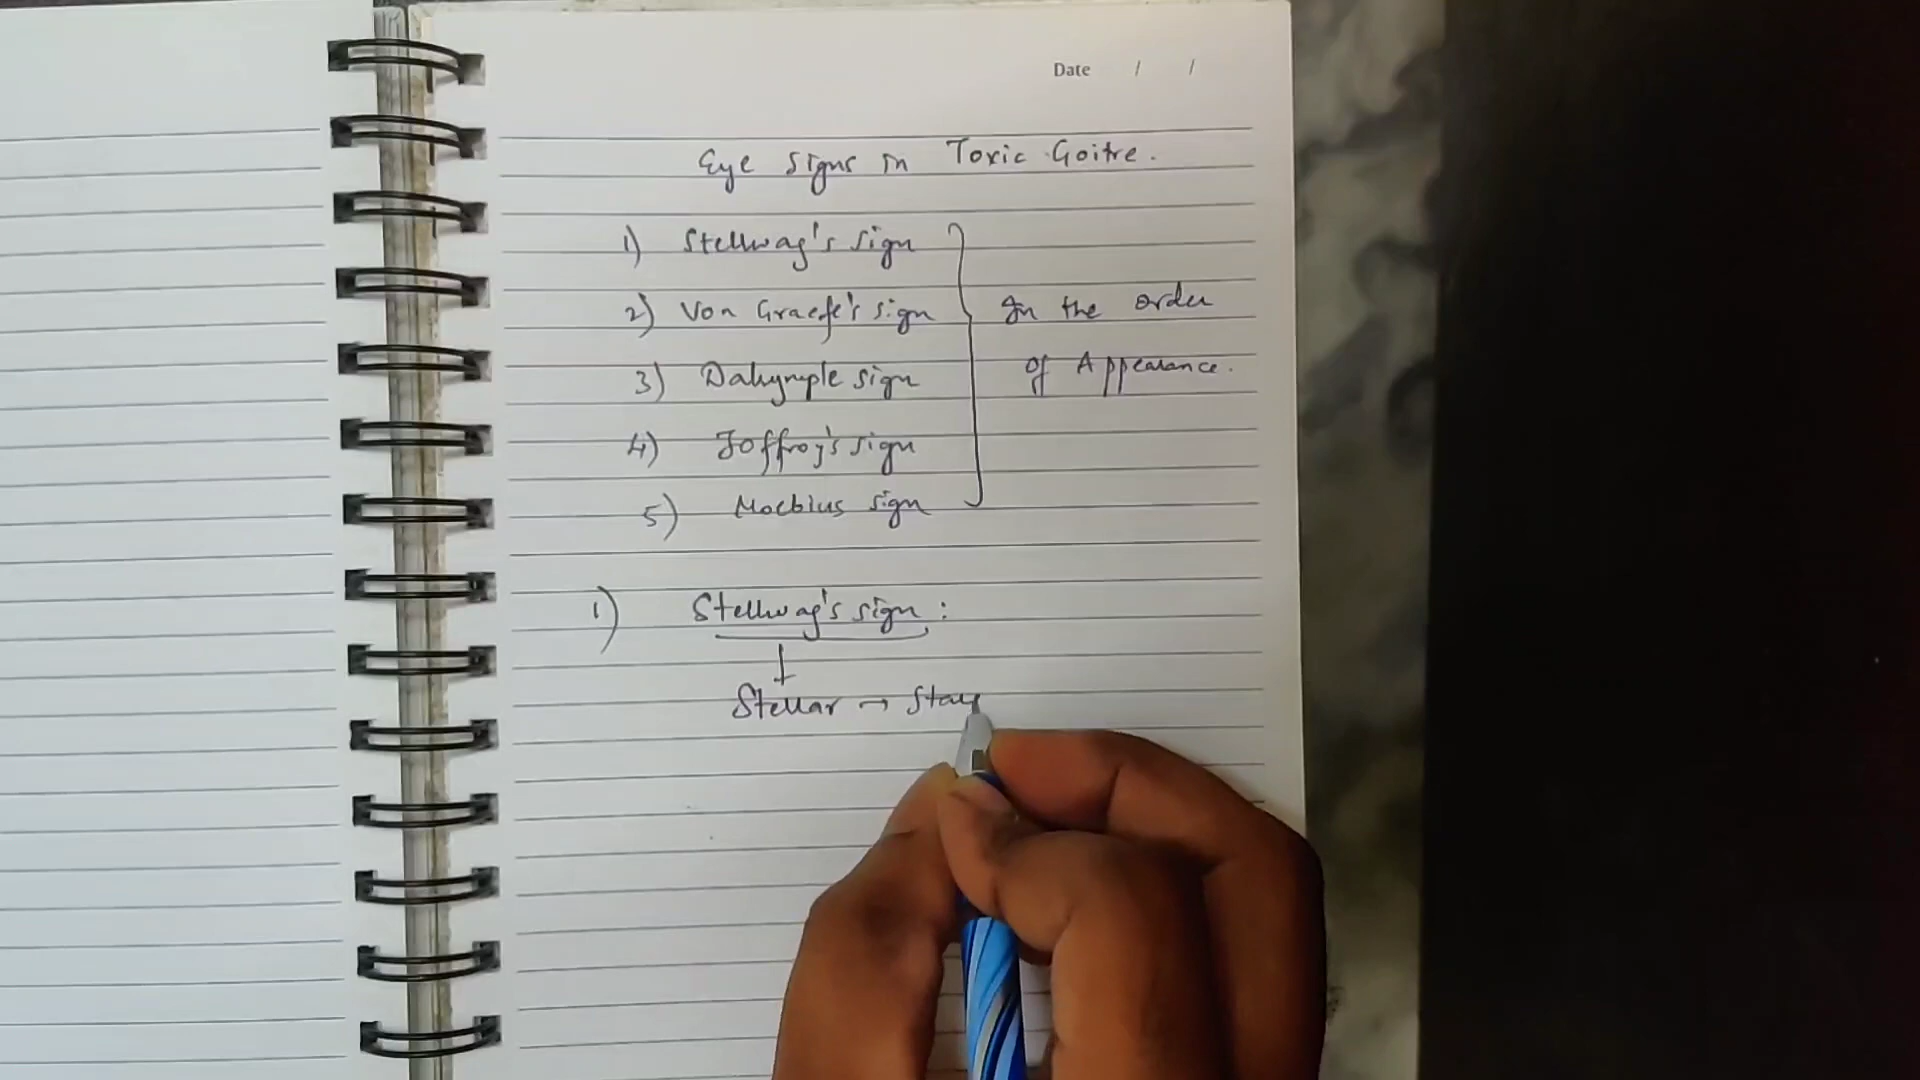 Date / /
Eye signs in Toxic Goitre.
1) Stellwag's sign
2) Von Graefe's sign
3) Dalrymple sign
4) Joffroy's sign
5) Moebius sign
In the order
of Appearance.
1) Stellwag's sign :
Stellar → Stay